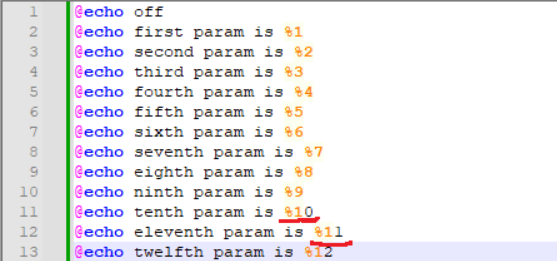 1 @echo off
2 @echo first param is %1
3 @echo second param is %2
4 @echo third param is %3
5 @echo fourth param is %4
6 @echo fifth param is %5
7 @echo sixth param is %6
8 @echo seventh param is %7
9 @echo eighth param is %8
10 @echo ninth param is %9
11 @echo tenth param is %10
12 @echo eleventh param is %11
13 @echo twelfth param is %12